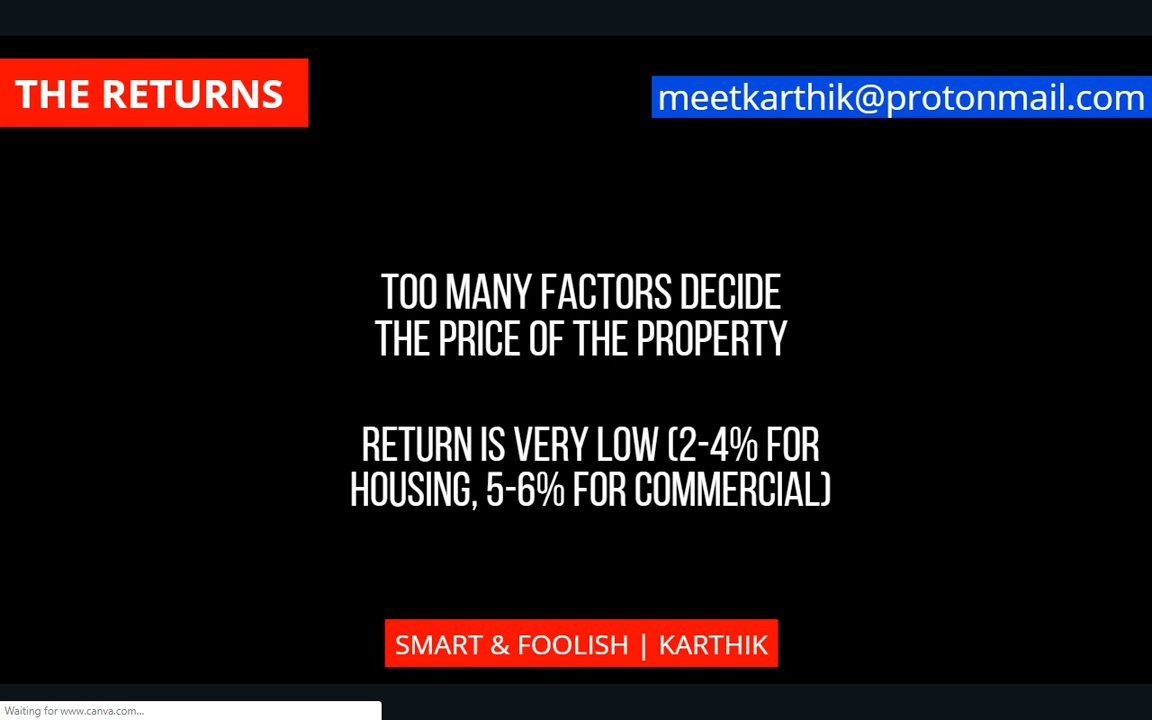 THE RETURNS
meetkarthik@protonmail.com
TOO MANY FACTORS DECIDE
THE PRICE OF THE PROPERTY
RETURN IS VERY LOW (2-4% FOR
HOUSING, 5-6% FOR COMMERCIAL)
SMART & FOOLISH | KARTHIK
Waiting for www.canva.com...